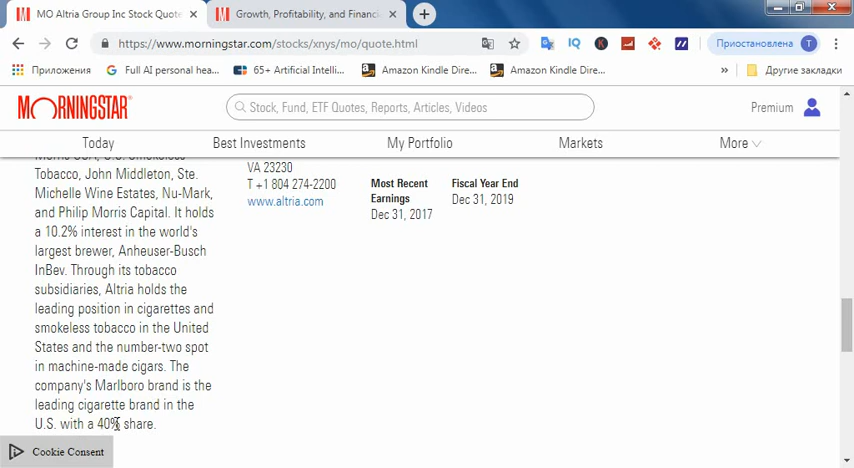 MO Altria Group Inc Stock Quote
Growth, Profitability, and Financi
https://www.morningstar.com/stocks/xnys/mo/quote.html
IQ
K
Приостановлена
T
Приложения
G Full AI personal hea...
65+ Artificial Intelli...
Amazon Kindle Dire...
Amazon Kindle Dire...
»
Другие закладки
MORNINGSTAR
Stock, Fund, ETF Quotes, Reports, Articles, Videos
Premium
Today
Best Investments
My Portfolio
Markets
More
Tobacco, John Middleton, Ste.
Michelle Wine Estates, Nu-Mark,
and Philip Morris Capital. It holds
a 10.2% interest in the world's
largest brewer, Anheuser-Busch
InBev. Through its tobacco
subsidiaries, Altria holds the
leading position in cigarettes and
smokeless tobacco in the United
States and the number-two spot
in machine-made cigars. The
company's Marlboro brand is the
leading cigarette brand in the
U.S. with a 40% share.
VA 23230
T +1 804 274-2200
www.altria.com
Most Recent
Earnings
Dec 31, 2017
Fiscal Year End
Dec 31, 2019
Cookie Consent